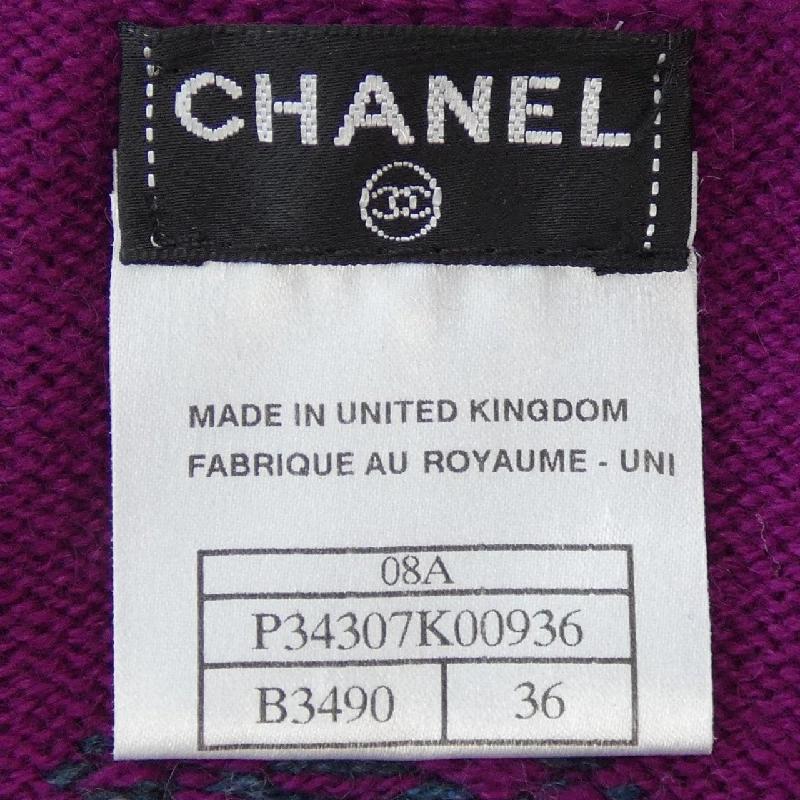 CHANEL
MADE IN UNITED KINGDOM
FABRIQUE AU ROYAUME - UNI
08A
P34307K00936
B3490 36